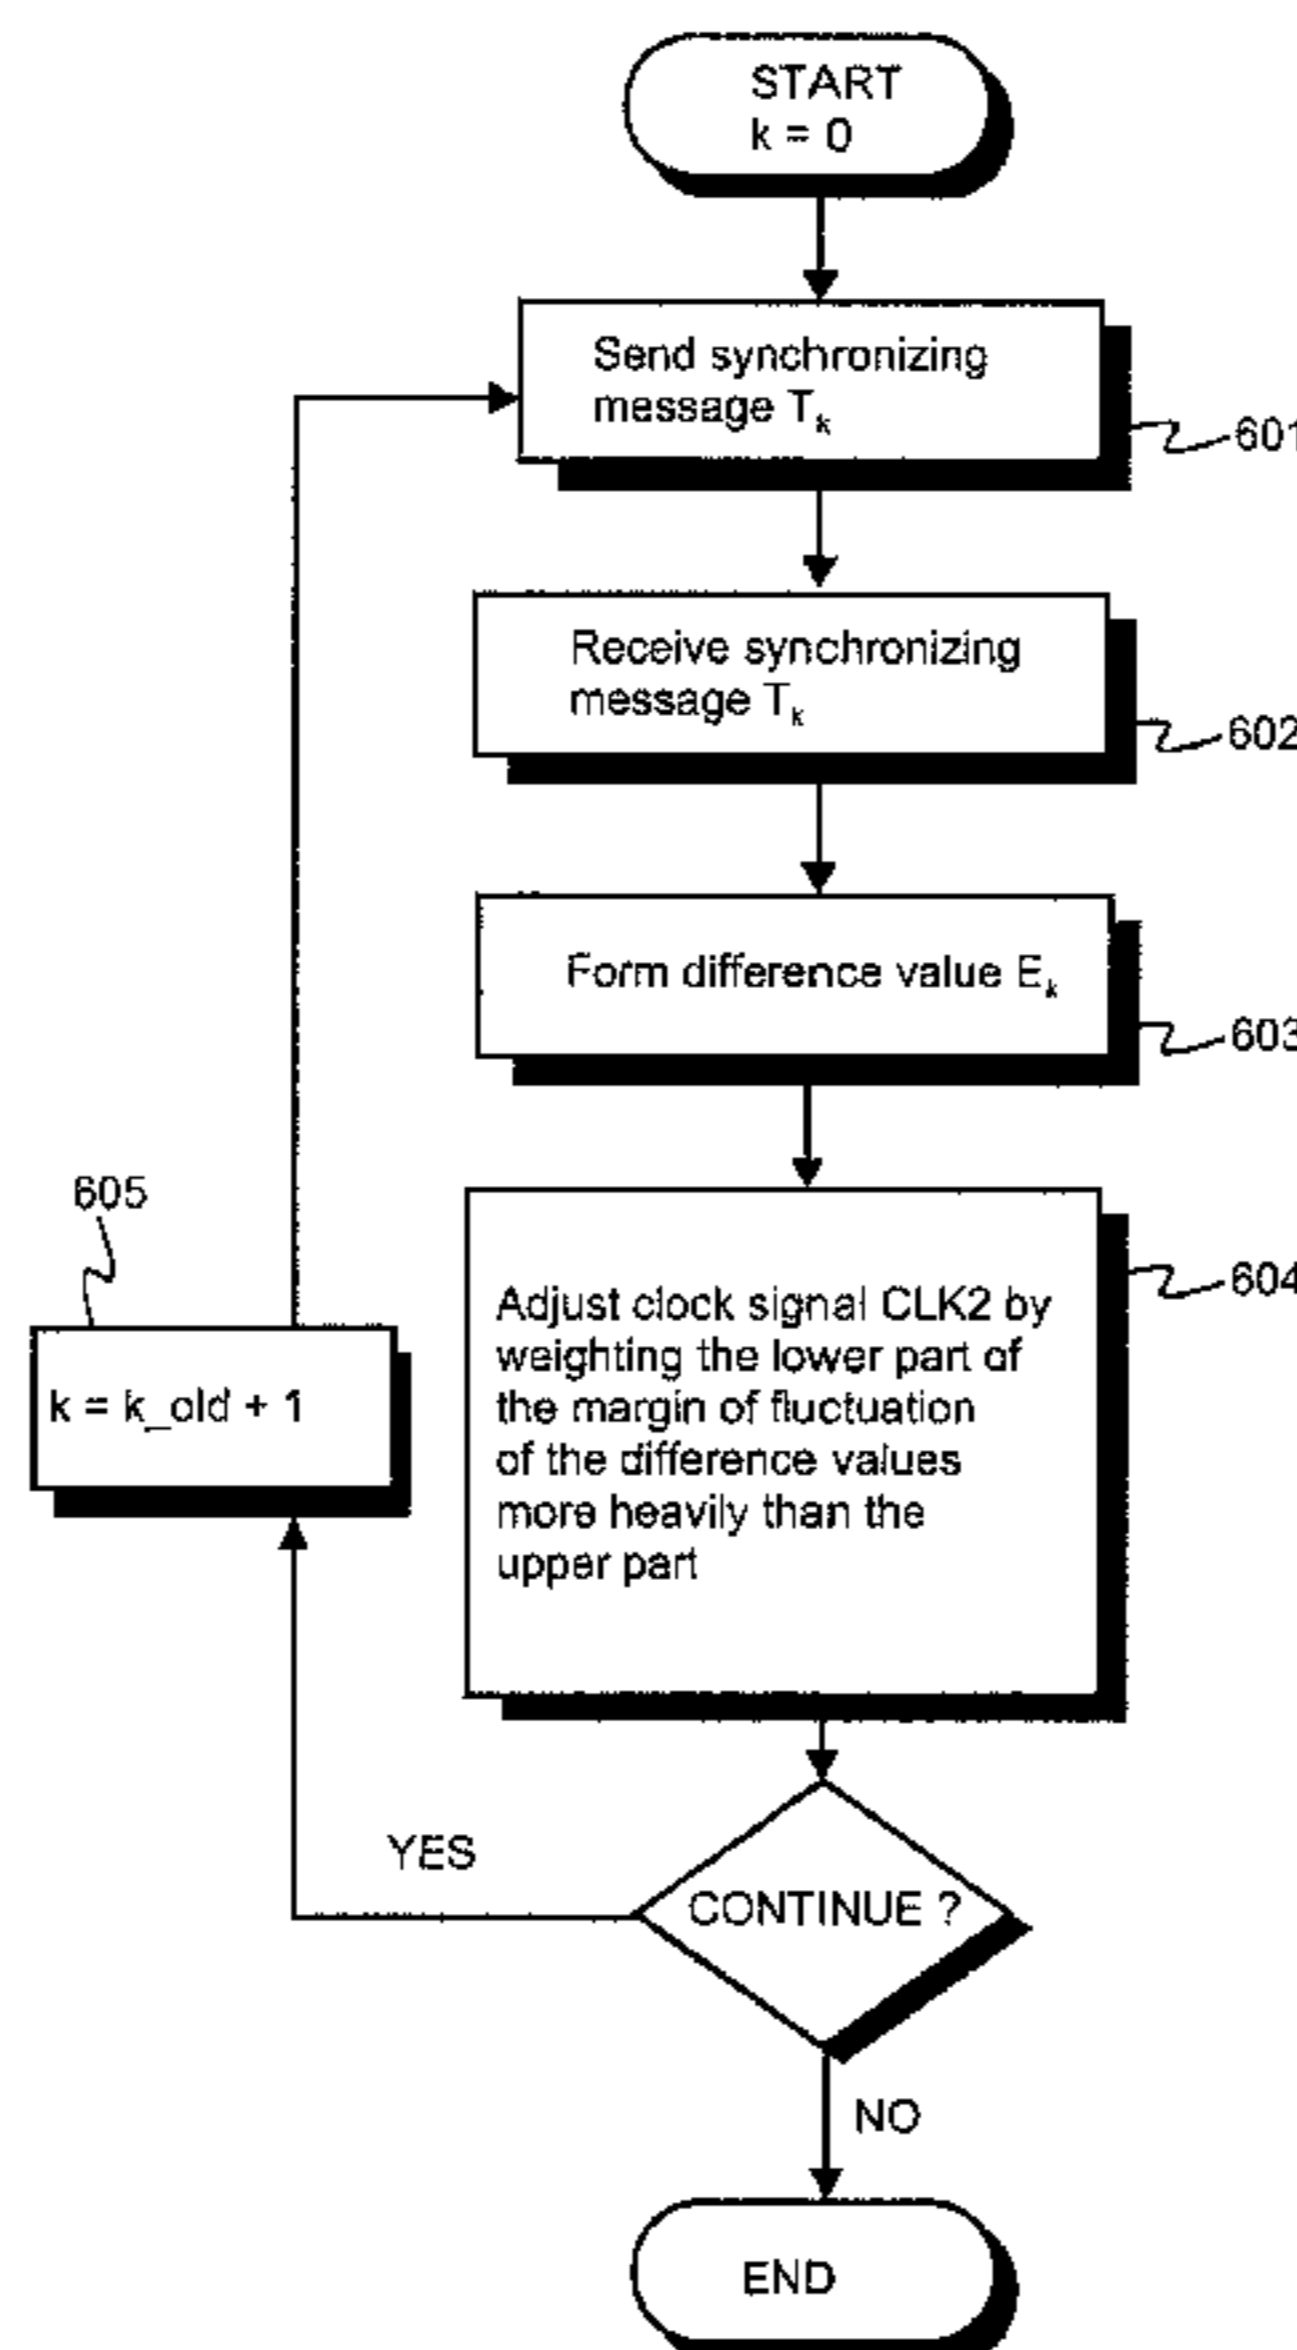 START
k = 0
Send synchronizing
message Tk
601
Receive synchronizing
message Tk
602
Form difference value Ek
603
605
Adjust clock signal CLK2 by
weighting the lower part of
the margin of fluctuation
of the difference values
more heavily than the
upper part
604
k = k_old + 1
YES
CONTINUE ?
NO
END